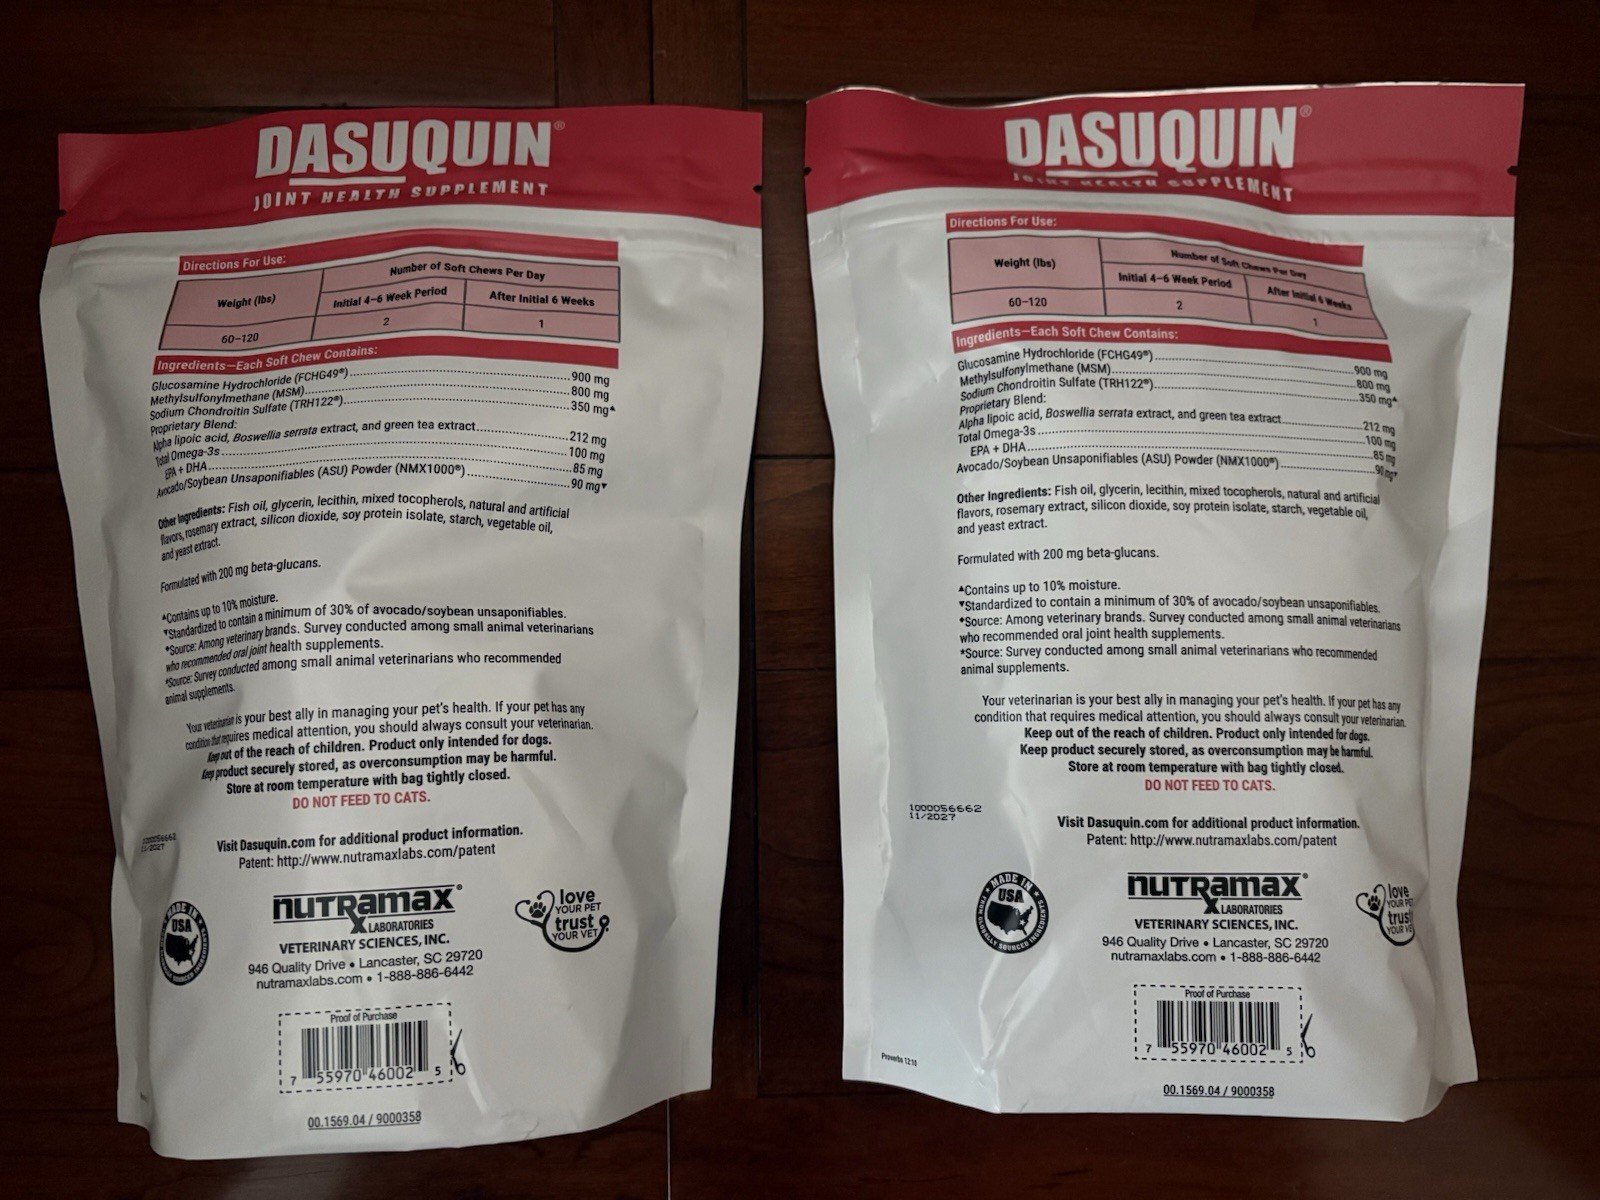 DASUQUIN®
JOINT HEALTH SUPPLEMENT
Directions For Use:
Weight (lbs)
Number of Soft Chews Per Day
Initial 4–6 Week Period
After Initial 6 Weeks
60–120
2
1
Ingredients—Each Soft Chew Contains:
Glucosamine Hydrochloride (FCHG49®)...900 mg
Methylsulfonylmethane (MSM)...800 mg
Sodium Chondroitin Sulfate (TRH122®)...350 mg▲
Proprietary Blend:
Alpha lipoic acid, Boswellia serrata extract, and green tea extract...212 mg
Total Omega-3s...100 mg
EPA + DHA...85 mg
Avocado/Soybean Unsaponifiables (ASU) Powder (NMX1000®)...90 mg▼
Other Ingredients: Fish oil, glycerin, lecithin, mixed tocopherols, natural and artificial
flavors, rosemary extract, silicon dioxide, soy protein isolate, starch, vegetable oil,
and yeast extract.
Formulated with 200 mg beta-glucans.
▲Contains up to 10% moisture.
▼Standardized to contain a minimum of 30% of avocado/soybean unsaponifiables.
*Source: Among veterinary brands. Survey conducted among small animal veterinarians
who recommended oral joint health supplements.
*Source: Survey conducted among small animal veterinarians who recommended
animal supplements.
Your veterinarian is your best ally in managing your pet's health. If your pet has any
condition that requires medical attention, you should always consult your veterinarian.
Keep out of the reach of children. Product only intended for dogs.
Keep product securely stored, as overconsumption may be harmful.
Store at room temperature with bag tightly closed.
DO NOT FEED TO CATS.
1000056662
11/2027
Visit Dasuquin.com for additional product information.
Patent: http://www.nutramaxlabs.com/patent
MADE IN
USA
nutramax®
LABORATORIES
VETERINARY SCIENCES, INC.
946 Quality Drive • Lancaster, SC 29720
nutramaxlabs.com • 1-888-886-6442
love
YOUR PET
trust
YOUR VET
Proof of Purchase
7 55970 46002 5
00.1569.04 / 9000358
DASUQUIN®
JOINT HEALTH SUPPLEMENT
Directions For Use:
Weight (lbs)
Number of Soft Chews Per Day
Initial 4–6 Week Period
After Initial 6 Weeks
60–120
2
1
Ingredients—Each Soft Chew Contains:
Glucosamine Hydrochloride (FCHG49®)...900 mg
Methylsulfonylmethane (MSM)...800 mg
Sodium Chondroitin Sulfate (TRH122®)...350 mg▲
Proprietary Blend:
Alpha lipoic acid, Boswellia serrata extract, and green tea extract...212 mg
Total Omega-3s...100 mg
EPA + DHA...85 mg
Avocado/Soybean Unsaponifiables (ASU) Powder (NMX1000®)...90 mg▼
Other Ingredients: Fish oil, glycerin, lecithin, mixed tocopherols, natural and artificial
flavors, rosemary extract, silicon dioxide, soy protein isolate, starch, vegetable oil,
and yeast extract.
Formulated with 200 mg beta-glucans.
▲Contains up to 10% moisture.
▼Standardized to contain a minimum of 30% of avocado/soybean unsaponifiables.
*Source: Among veterinary brands. Survey conducted among small animal veterinarians
who recommended oral joint health supplements.
*Source: Survey conducted among small animal veterinarians who recommended
animal supplements.
Your veterinarian is your best ally in managing your pet's health. If your pet has any
condition that requires medical attention, you should always consult your veterinarian.
Keep out of the reach of children. Product only intended for dogs.
Keep product securely stored, as overconsumption may be harmful.
Store at room temperature with bag tightly closed.
DO NOT FEED TO CATS.
1000056662
11/2027
Visit Dasuquin.com for additional product information.
Patent: http://www.nutramaxlabs.com/patent
MADE IN
USA
FROM GLOBALLY SOURCED INGREDIENTS
nutramax®
LABORATORIES
VETERINARY SCIENCES, INC.
946 Quality Drive • Lancaster, SC 29720
nutramaxlabs.com • 1-888-886-6442
love
YOUR PET
trust
YOUR VET
Proof of Purchase
7 55970 46002 5
Proverbs 12:10
00.1569.04 / 9000358